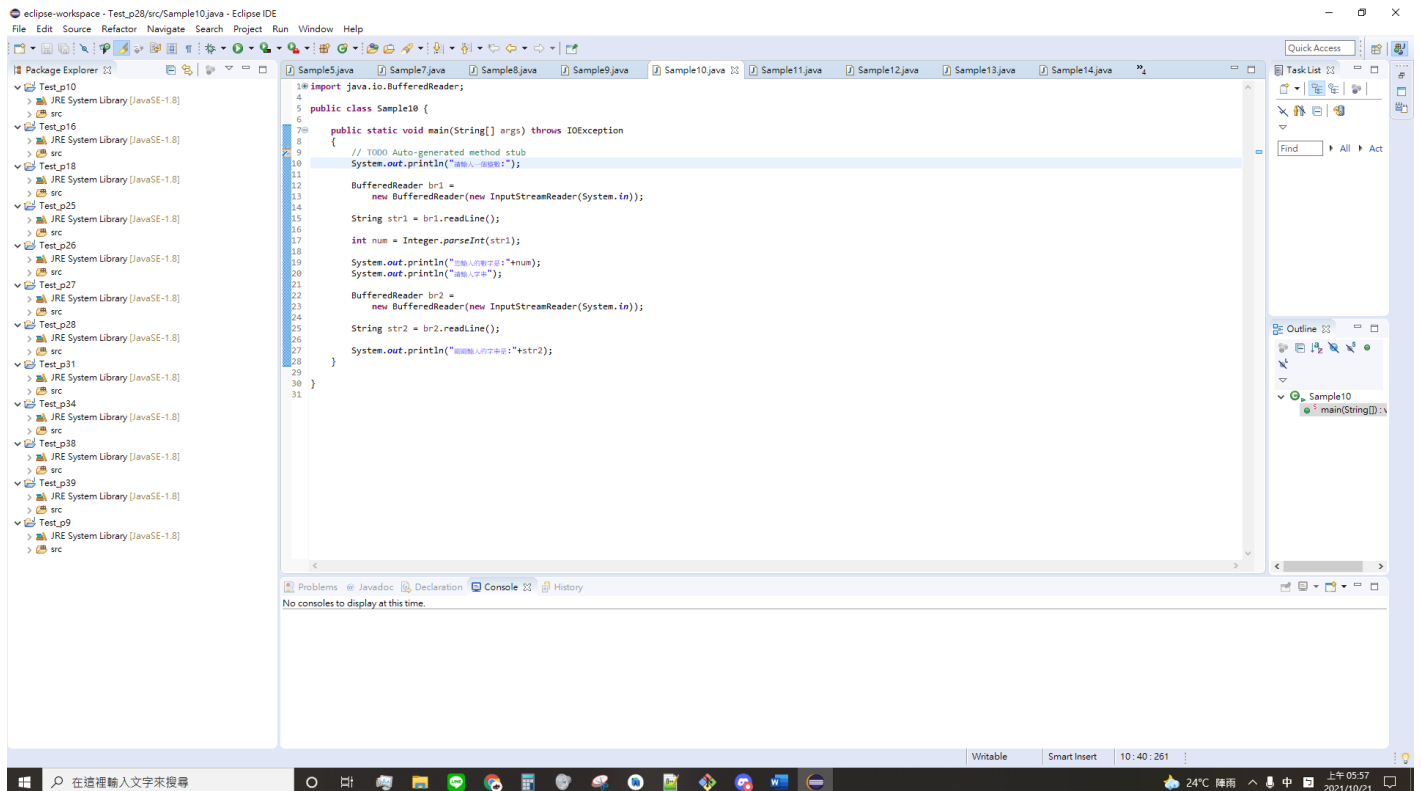 eclipse-workspace - Test_p28/src/Sample10.java - Eclipse IDE
File Edit Source Refactor Navigate Search Project Run Window Help
Quick Access
Package Explorer
Test_p10
JRE System Library [JavaSE-1.8]
src
Test_p16
JRE System Library [JavaSE-1.8]
src
Test_p18
JRE System Library [JavaSE-1.8]
src
Test_p25
JRE System Library [JavaSE-1.8]
src
Test_p26
JRE System Library [JavaSE-1.8]
src
Test_p27
JRE System Library [JavaSE-1.8]
src
Test_p28
JRE System Library [JavaSE-1.8]
src
Test_p31
JRE System Library [JavaSE-1.8]
src
Test_p34
JRE System Library [JavaSE-1.8]
src
Test_p38
JRE System Library [JavaSE-1.8]
src
Test_p39
JRE System Library [JavaSE-1.8]
src
Test_p9
JRE System Library [JavaSE-1.8]
src
Sample5.java Sample7.java Sample8.java Sample9.java Sample10.java Sample11.java Sample12.java Sample13.java Sample14.java »4
1 import java.io.BufferedReader;
4
5 public class Sample10 {
6
7 public static void main(String[] args) throws IOException
8 {
9 // TODO Auto-generated method stub
10 System.out.println("請輸入一個整數:");
11
12 BufferedReader br1 =
13 new BufferedReader(new InputStreamReader(System.in));
14
15 String str1 = br1.readLine();
16
17 int num = Integer.parseInt(str1);
18
19 System.out.println("您輸入的數字是:"+num);
20 System.out.println("請輸入字串");
21
22 BufferedReader br2 =
23 new BufferedReader(new InputStreamReader(System.in));
24
25 String str2 = br2.readLine();
26
27 System.out.println("剛剛輸入的字串是:"+str2);
28 }
29
30 }
31
Task List
Find All Act
Outline
Sample10
main(String[]) : v
Problems Javadoc Declaration Console History
No consoles to display at this time.
Writable Smart Insert 10 : 40 : 261
在這裡輸入文字來搜尋
24°C 陣雨 中 上午 05:57
2021/10/21